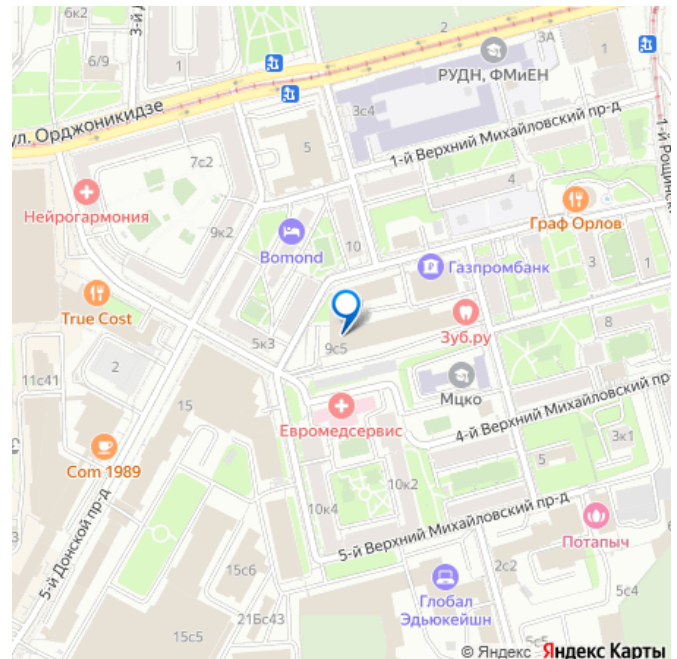 6к2
3-й Д
2
3А
1
6/9
1
РУДН, ФМиЕН
ул. Орджоникидзе
3с4
5
7с2
1-й Верхний Михайловский пр-д
1-й Рощинск
4
Нейрогармония
Граф Орлов
9к2
10
Bomond
Газпромбанк
3
1
True Cost
Зуб.ру
8
5к3
9с5
2
Мцко
11с41
15
4-й Верхний Михайловский пр-
Евромедсервис
3к1
Com 1989
10к2
5
10к4
5-й Верхний Михайловский пр-д
5-й Донской пр-д
Потапыч
2с2
15с6
Глобал
Эдьюкейшн
5с4
21Бс43
15с5
5с5
© Яндекс Яндекс Карты